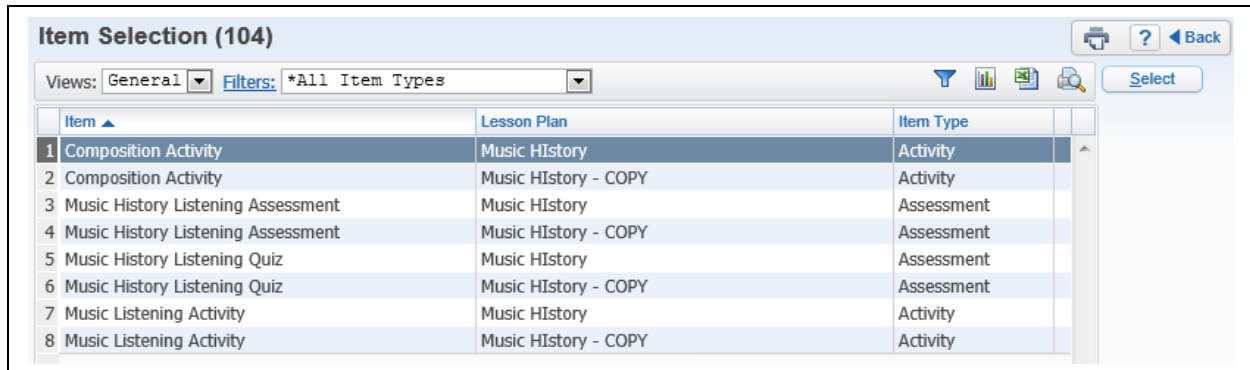 Item Selection (104)
? Back
Views: General Filters: *All Item Types
Select
Item Lesson Plan Item Type
1 Composition Activity Music HIstory Activity
2 Composition Activity Music HIstory - COPY Activity
3 Music History Listening Assessment Music HIstory Assessment
4 Music History Listening Assessment Music HIstory - COPY Assessment
5 Music History Listening Quiz Music HIstory Assessment
6 Music History Listening Quiz Music HIstory - COPY Assessment
7 Music Listening Activity Music HIstory Activity
8 Music Listening Activity Music HIstory - COPY Activity